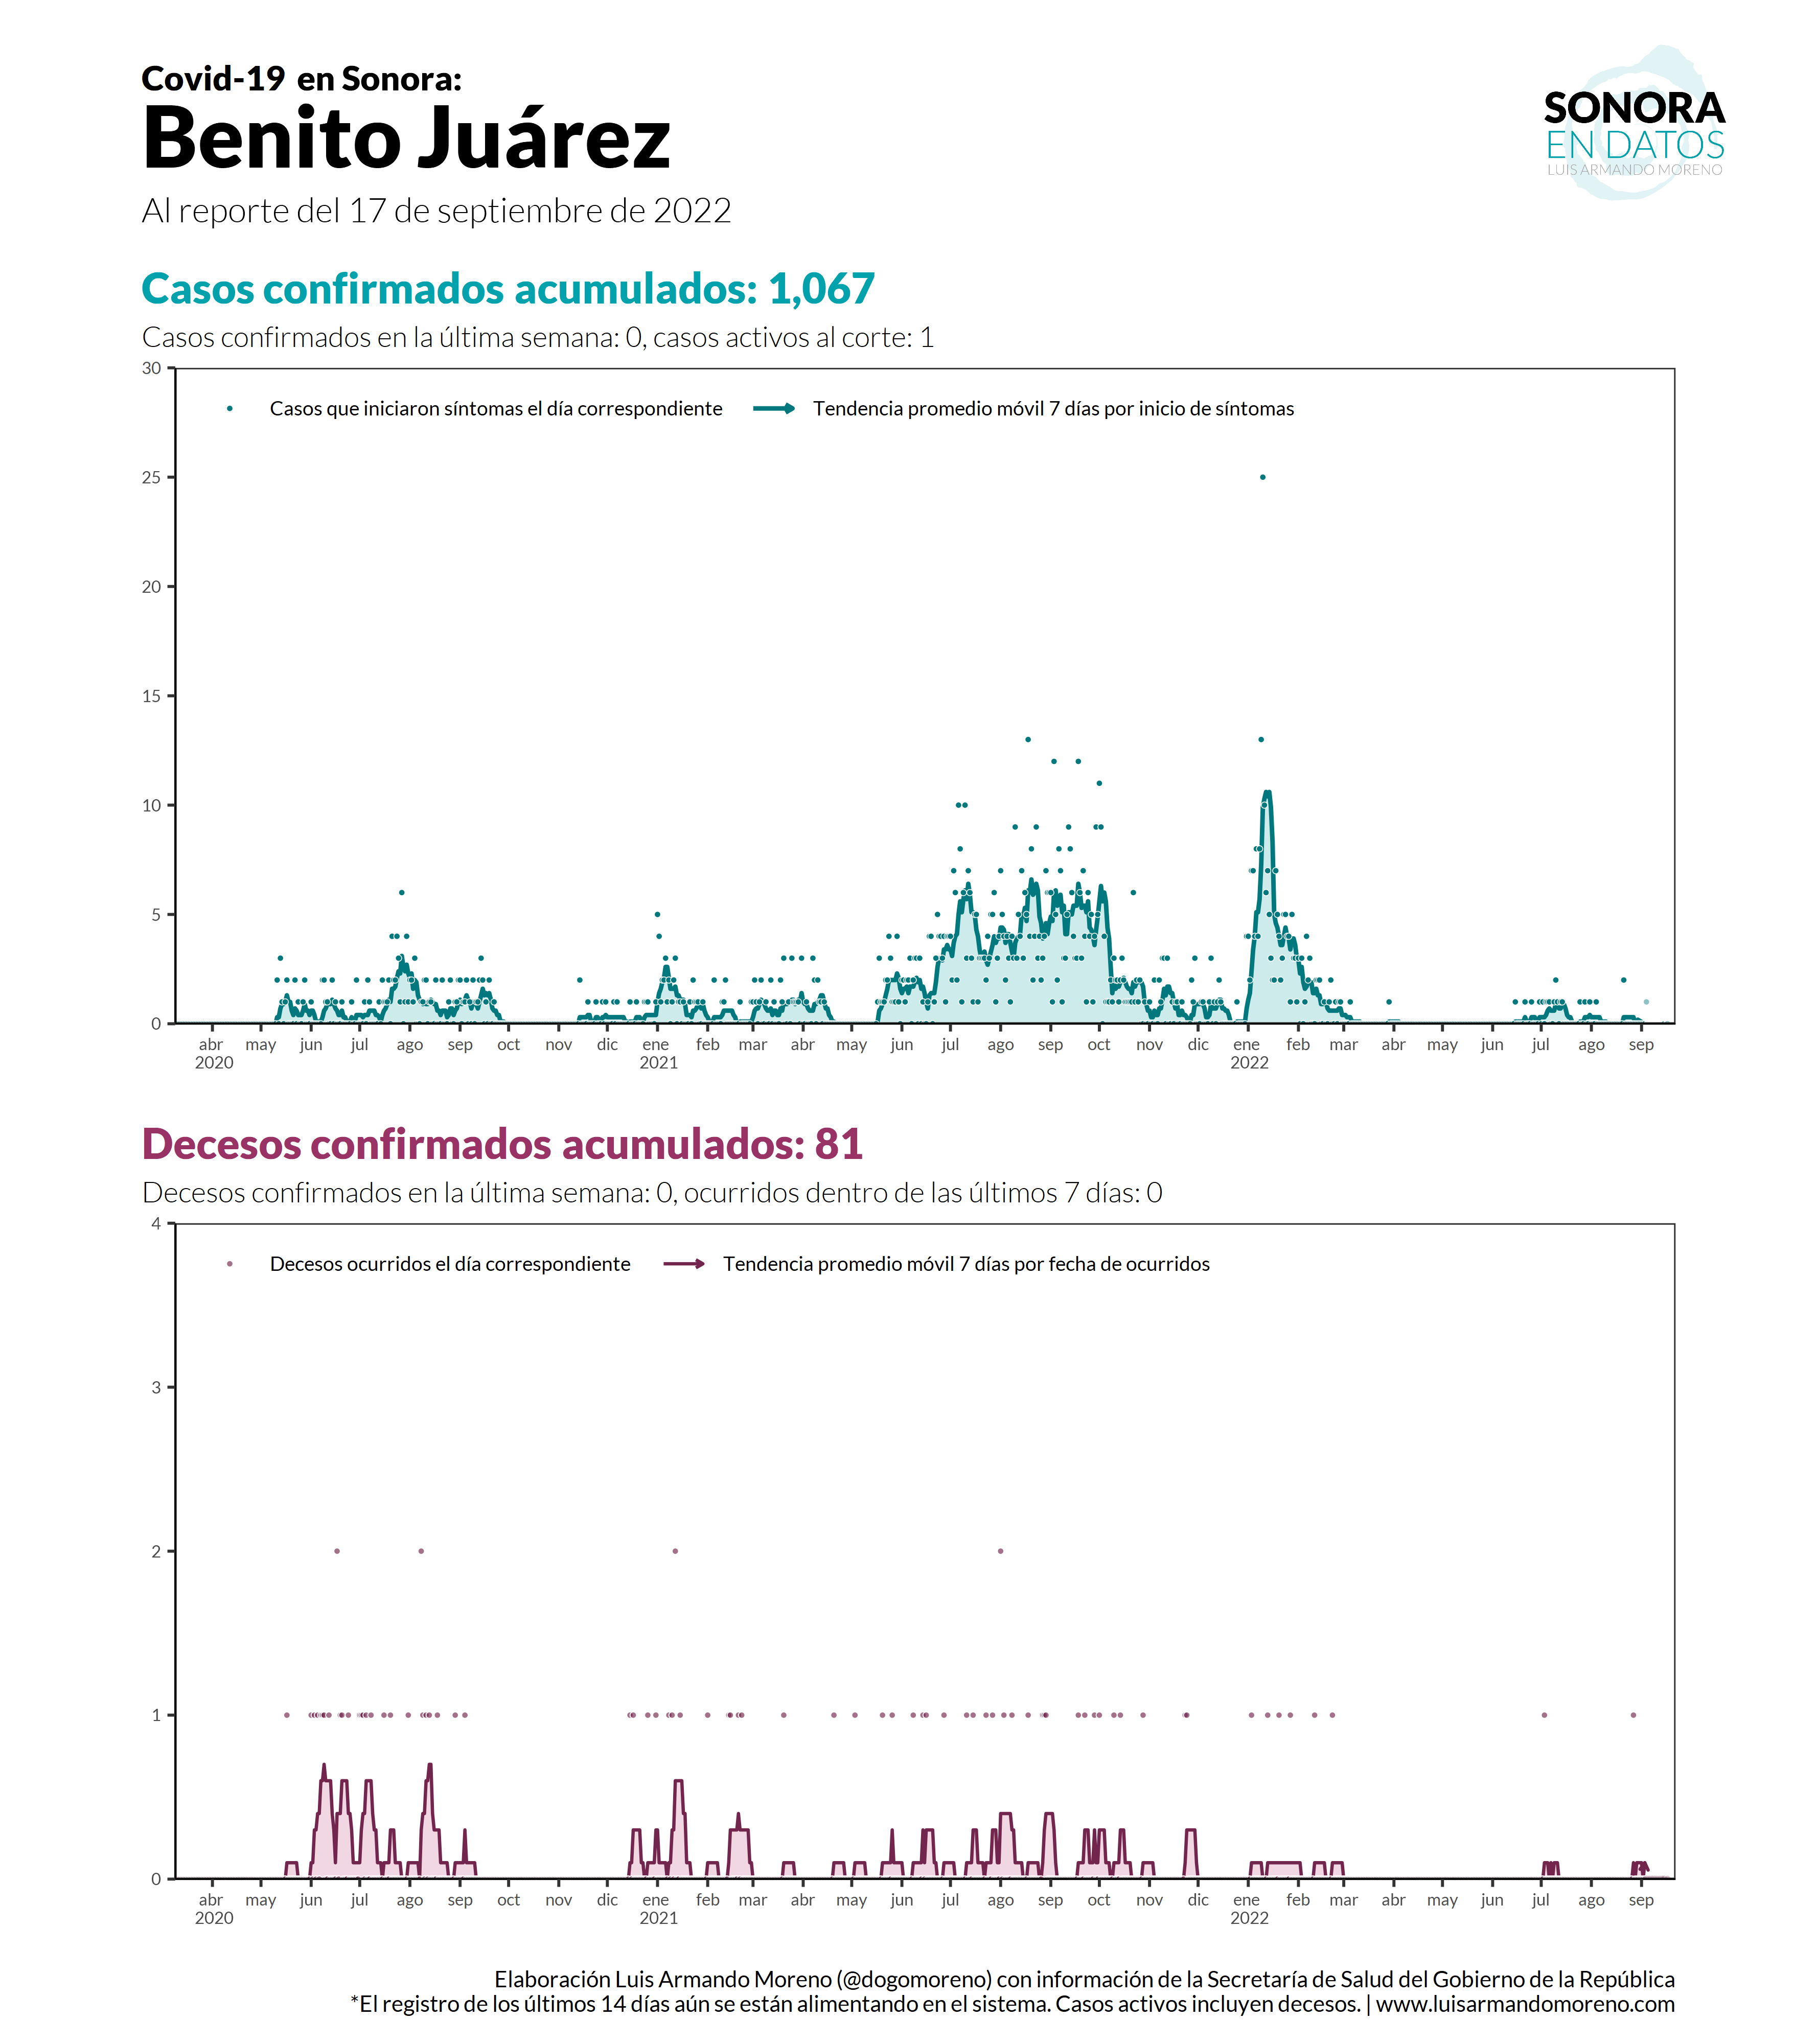 Covid-19 en Sonora:
Benito Juárez
Al reporte del 17 de septiembre de 2022
SONORA
EN DATOS
LUIS ARMANDO MORENO
Casos confirmados acumulados: 1,067
Casos confirmados en la última semana: 0, casos activos al corte: 1
30
Casos que iniciaron síntomas el día correspondiente Tendencia promedio móvil 7 días por inicio de síntomas
25
20
15
10
5
0
abr may jun jul ago sep oct nov dic ene feb mar abr may jun jul ago sep oct nov dic ene feb mar abr may jun jul ago sep
2020 2021 2022
Decesos confirmados acumulados: 81
Decesos confirmados en la última semana: 0, ocurridos dentro de las últimos 7 días: 0
4
Decesos ocurridos el día correspondiente Tendencia promedio móvil 7 días por fecha de ocurridos
3
2
1
0
abr may jun jul ago sep oct nov dic ene feb mar abr may jun jul ago sep oct nov dic ene feb mar abr may jun jul ago sep
2020 2021 2022
Elaboración Luis Armando Moreno (@dogomoreno) con información de la Secretaría de Salud del Gobierno de la República
*El registro de los últimos 14 días aún se están alimentando en el sistema. Casos activos incluyen decesos. | www.luisarmandomoreno.com